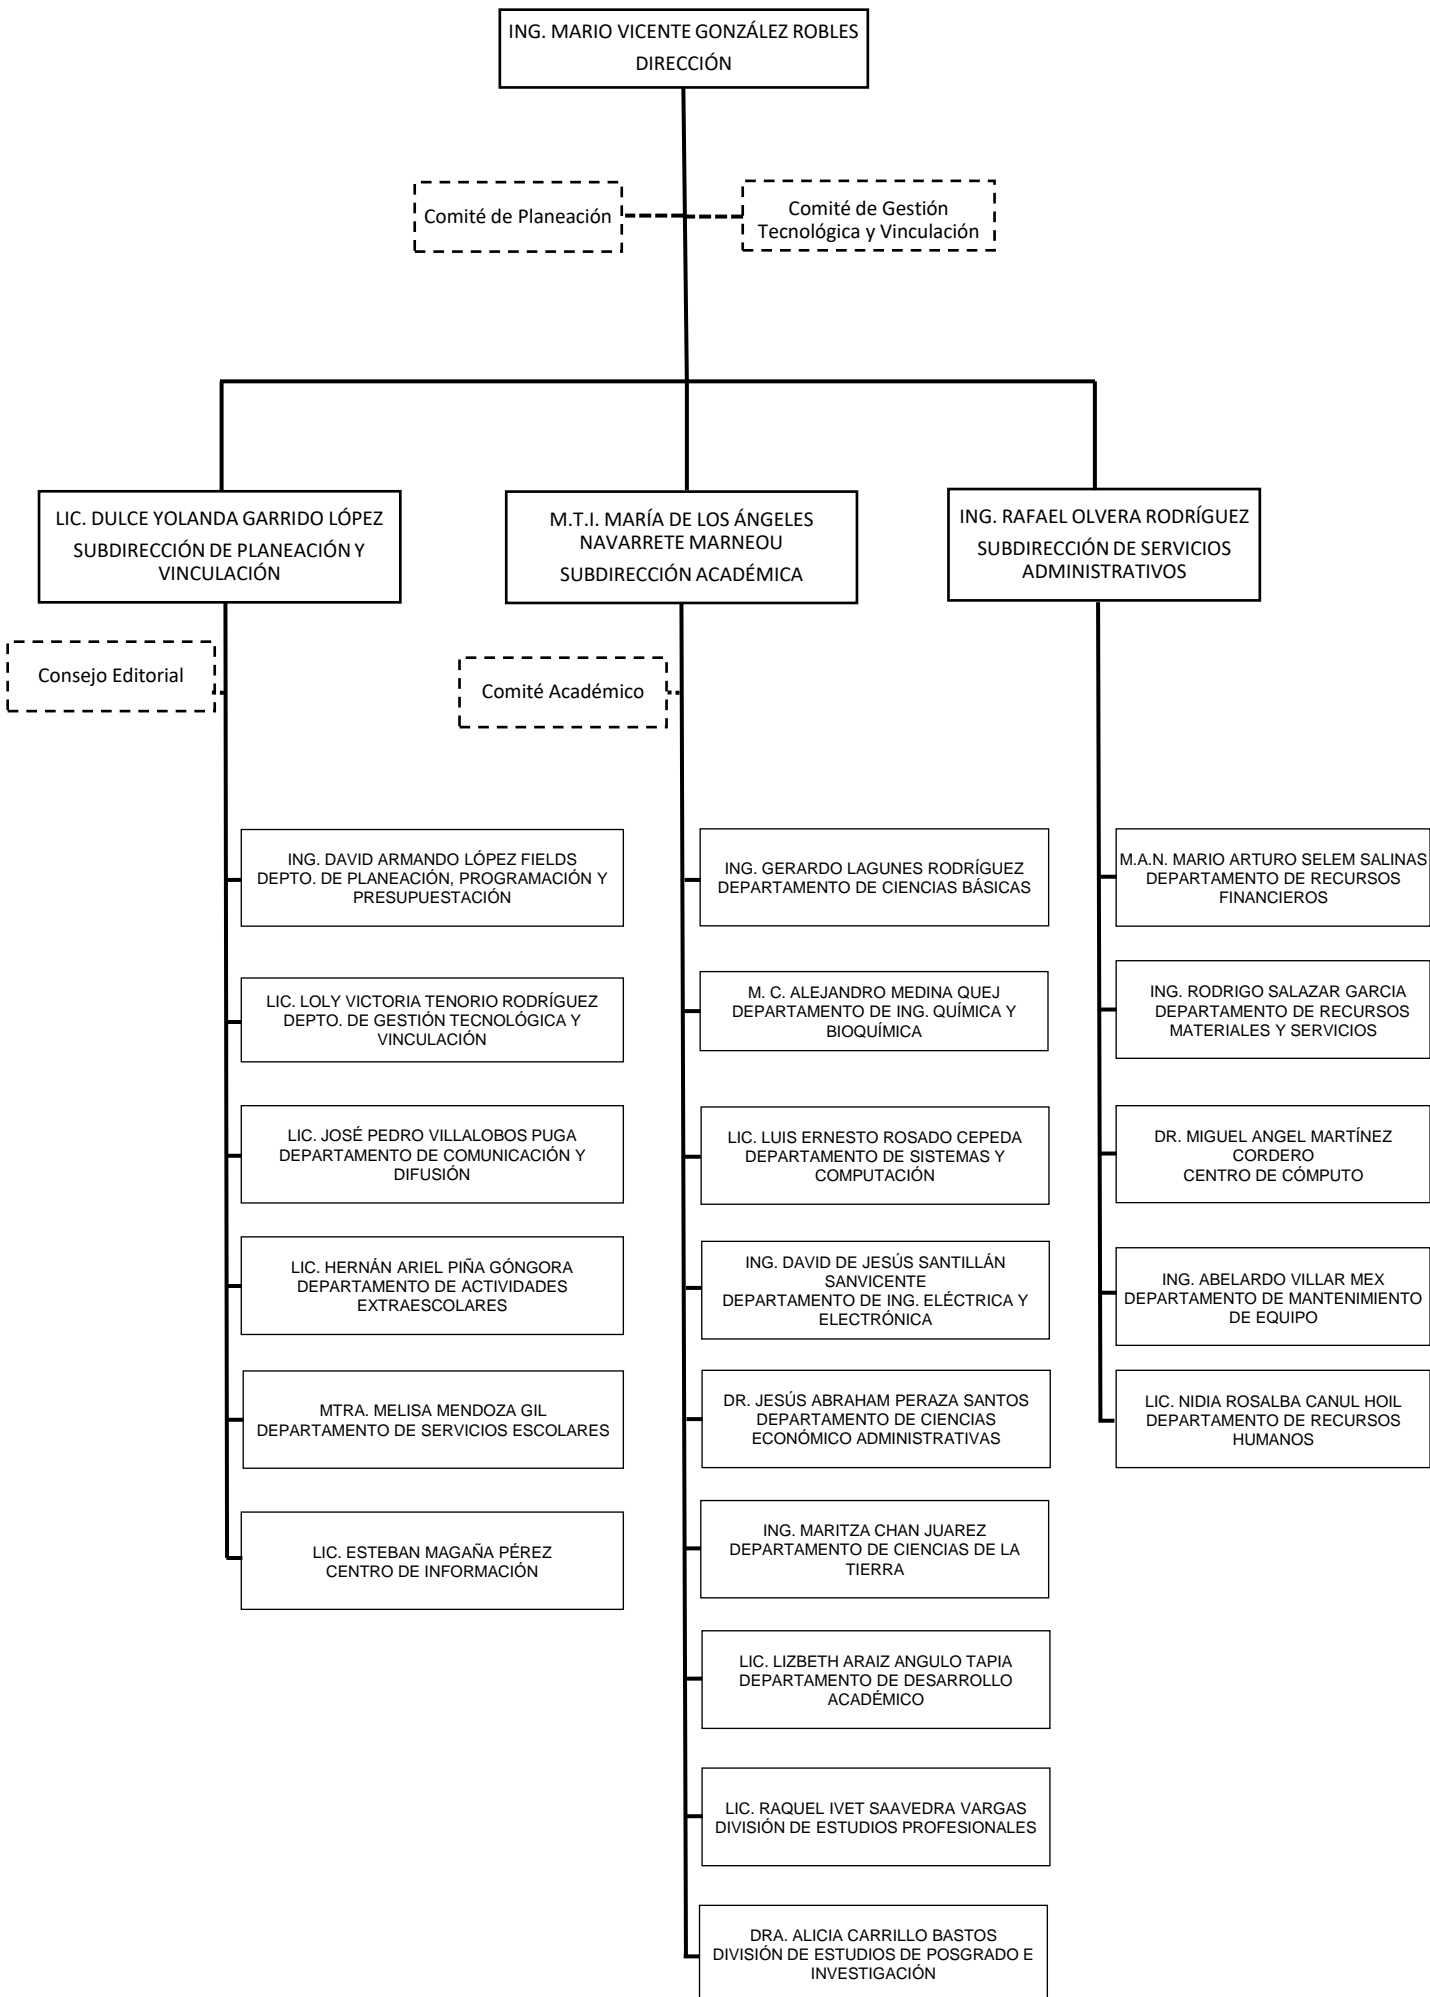 ING. MARIO VICENTE GONZÁLEZ ROBLES
DIRECCIÓN
Comité de Planeación
Comité de Gestión
Tecnológica y Vinculación
LIC. DULCE YOLANDA GARRIDO LÓPEZ
SUBDIRECCIÓN DE PLANEACIÓN Y
VINCULACIÓN
M.T.I. MARÍA DE LOS ÁNGELES
NAVARRETE MARNEOU
SUBDIRECCIÓN ACADÉMICA
ING. RAFAEL OLVERA RODRÍGUEZ
SUBDIRECCIÓN DE SERVICIOS
ADMINISTRATIVOS
Consejo Editorial
Comité Académico
ING. DAVID ARMANDO LÓPEZ FIELDS
DEPTO. DE PLANEACIÓN, PROGRAMACIÓN Y
PRESUPUESTACIÓN
LIC. LOLY VICTORIA TENORIO RODRÍGUEZ
DEPTO. DE GESTIÓN TECNOLÓGICA Y
VINCULACIÓN
LIC. JOSÉ PEDRO VILLALOBOS PUGA
DEPARTAMENTO DE COMUNICACIÓN Y
DIFUSIÓN
LIC. HERNÁN ARIEL PIÑA GÓNGORA
DEPARTAMENTO DE ACTIVIDADES
EXTRAESCOLARES
MTRA. MELISA MENDOZA GIL
DEPARTAMENTO DE SERVICIOS ESCOLARES
LIC. ESTEBAN MAGAÑA PÉREZ
CENTRO DE INFORMACIÓN
ING. GERARDO LAGUNES RODRÍGUEZ
DEPARTAMENTO DE CIENCIAS BÁSICAS
M. C. ALEJANDRO MEDINA QUEJ
DEPARTAMENTO DE ING. QUÍMICA Y
BIOQUÍMICA
LIC. LUIS ERNESTO ROSADO CEPEDA
DEPARTAMENTO DE SISTEMAS Y
COMPUTACIÓN
ING. DAVID DE JESÚS SANTILLÁN
SANVICENTE
DEPARTAMENTO DE ING. ELÉCTRICA Y
ELECTRÓNICA
DR. JESÚS ABRAHAM PERAZA SANTOS
DEPARTAMENTO DE CIENCIAS
ECONÓMICO ADMINISTRATIVAS
ING. MARITZA CHAN JUAREZ
DEPARTAMENTO DE CIENCIAS DE LA
TIERRA
LIC. LIZBETH ARAIZ ANGULO TAPIA
DEPARTAMENTO DE DESARROLLO
ACADÉMICO
LIC. RAQUEL IVET SAAVEDRA VARGAS
DIVISIÓN DE ESTUDIOS PROFESIONALES
DRA. ALICIA CARRILLO BASTOS
DIVISIÓN DE ESTUDIOS DE POSGRADO E
INVESTIGACIÓN
M.A.N. MARIO ARTURO SELEM SALINAS
DEPARTAMENTO DE RECURSOS
FINANCIEROS
ING. RODRIGO SALAZAR GARCIA
DEPARTAMENTO DE RECURSOS
MATERIALES Y SERVICIOS
DR. MIGUEL ANGEL MARTÍNEZ
CORDERO
CENTRO DE CÓMPUTO
ING. ABELARDO VILLAR MEX
DEPARTAMENTO DE MANTENIMIENTO
DE EQUIPO
LIC. NIDIA ROSALBA CANUL HOIL
DEPARTAMENTO DE RECURSOS
HUMANOS